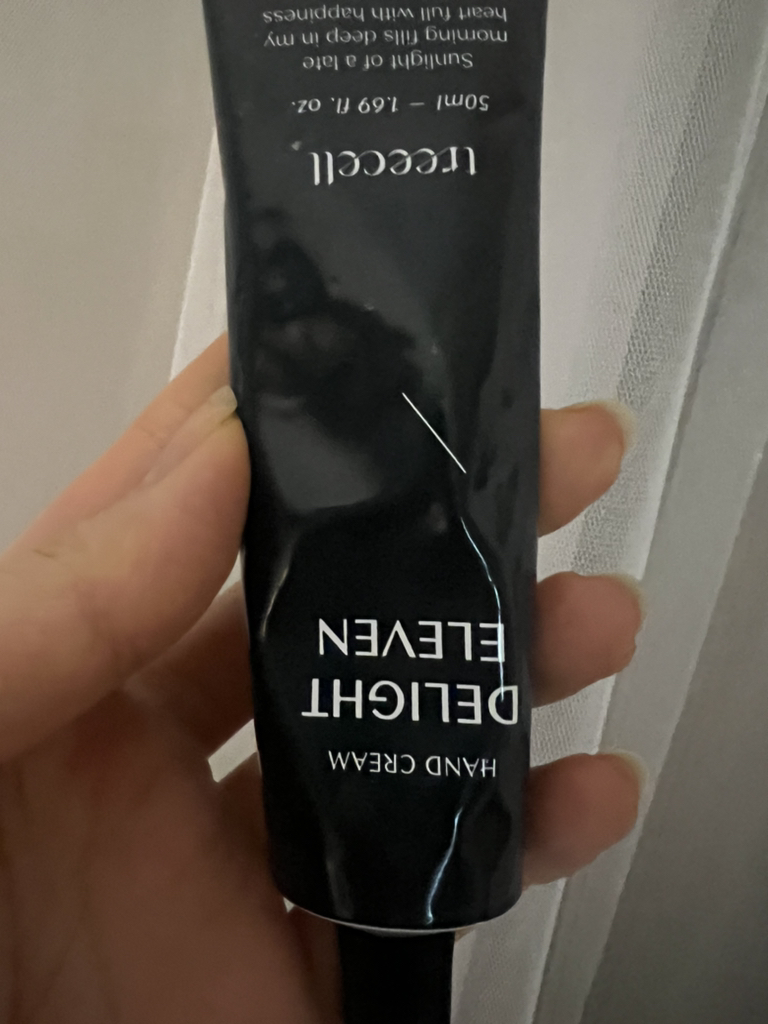 HAND CREAM
DELIGHT
ELEVEN
treecell
50ml – 1.69 fl. oz.
Sunlight of a late
morning fills deep in my
heart full with happiness